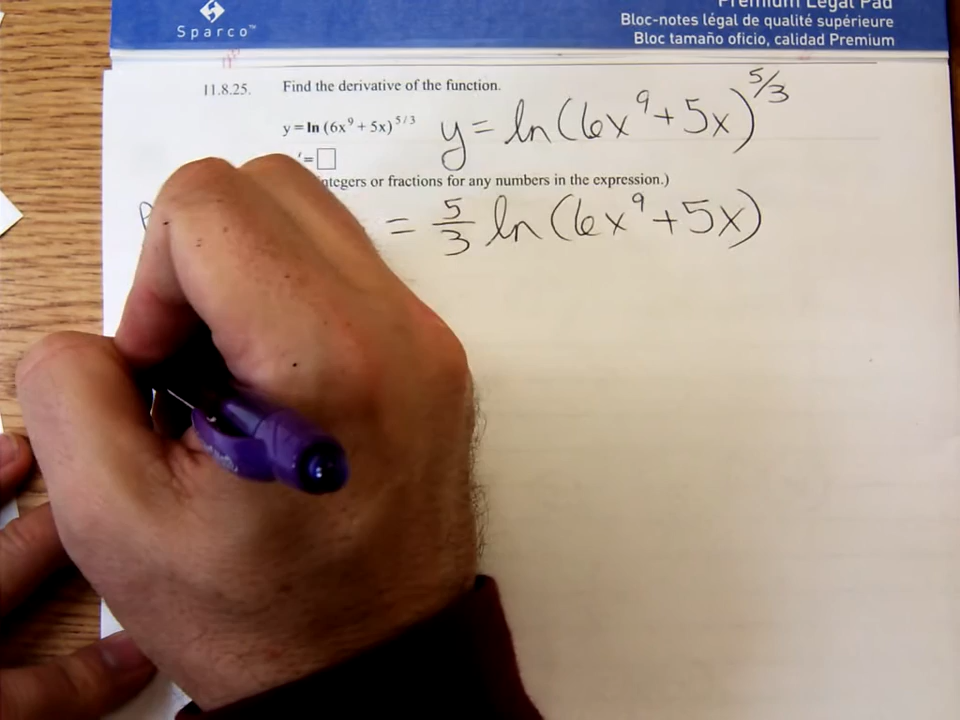 Premium Legal Pad
Sparco™
Bloc-notes légal de qualité supérieure
Bloc tamaño oficio, calidad Premium
11.8.25. Find the derivative of the function.
y = ln (6x⁹ + 5x)^5/3 y = ln(6x⁹+5x)^5/3
' = □
integers or fractions for any numbers in the expression.)
= 5/3 ln(6x⁹+5x)